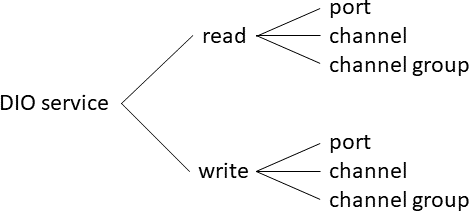 port
read
channel
channel group
DIO service
port
write
channel
channel group